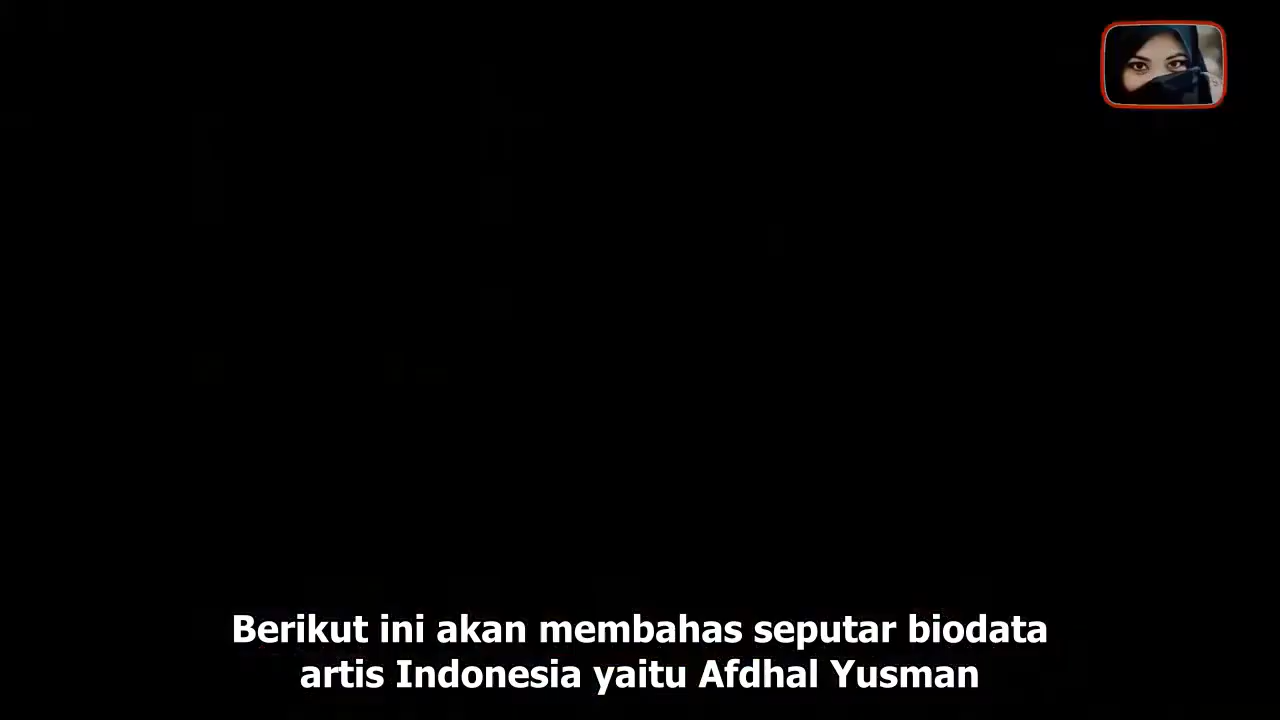 Berikut ini akan membahas seputar biodata
artis Indonesia yaitu Afdhal Yusman